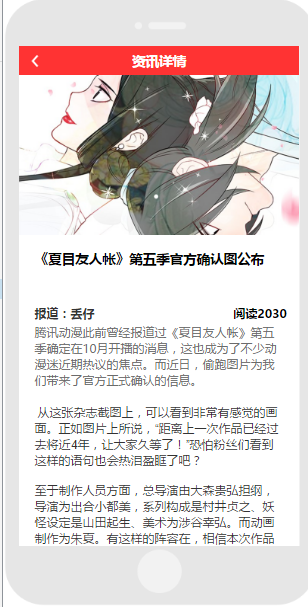 资讯详情
《夏目友人帐》第五季官方确认图公布
报道：丢仔 阅读2030
腾讯动漫此前曾经报道过《夏目友人帐》第五
季确定在10月开播的消息，这也成为了不少动
漫迷近期热议的焦点。而近日，偷跑图片为我
们带来了官方正式确认的信息。
从这张杂志截图上，可以看到非常有感觉的画
面。正如图片上所说，“距离上一次作品已经过
去将近4年，让大家久等了！”恐怕粉丝们看到
这样的语句也会热泪盈眶了吧？
至于制作人员方面，总导演由大森贵弘担纲，
导演为出合小都美，系列构成是村井贞之、妖
怪设定是山田起生、美术为涉谷幸弘。而动画
制作为朱夏。有这样的阵容在，相信本次作品